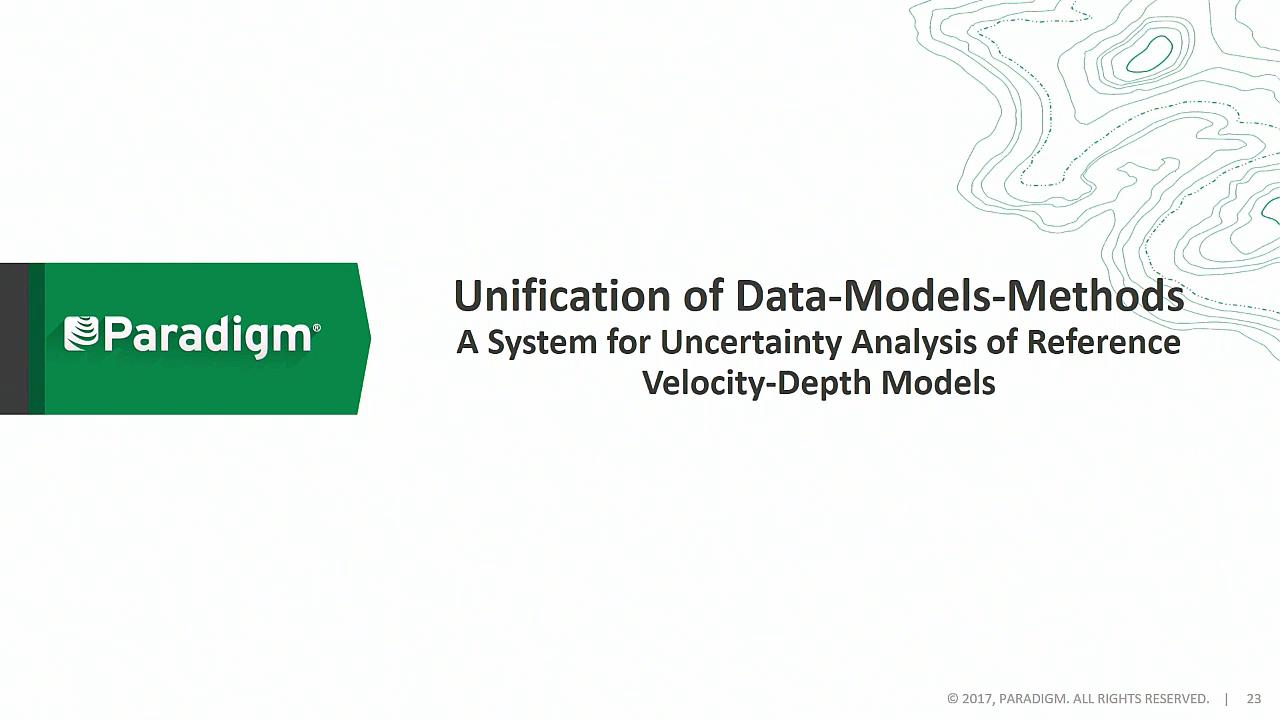 Paradigm®
Unification of Data-Models-Methods
A System for Uncertainty Analysis of Reference
Velocity-Depth Models
© 2017, PARADIGM. ALL RIGHTS RESERVED. | 23